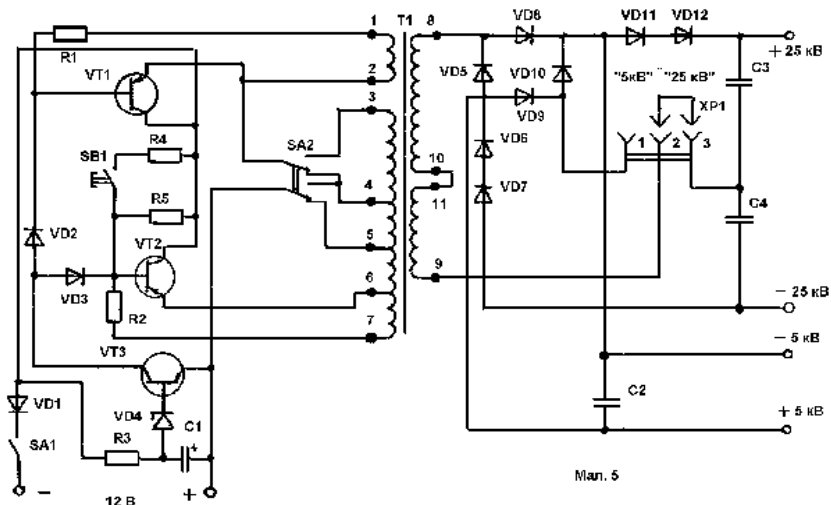 R1
1
T1
8
VD8
VD11
VD12
+ 25 кВ
VT1
2
VD5
VD10
"5кВ"
"25 кВ"
C3
3
VD9
XP1
R4
SA2
1
2
3
SB1
VD6
10
R5
4
11
VD7
C4
VD2
VT2
5
9
6
VD3
R2
7
− 25 кВ
VT3
− 5 кВ
VD1
VD4
C1
+
C2
SA1
R3
+ 5 кВ
−
12 В
+
Мал. 5